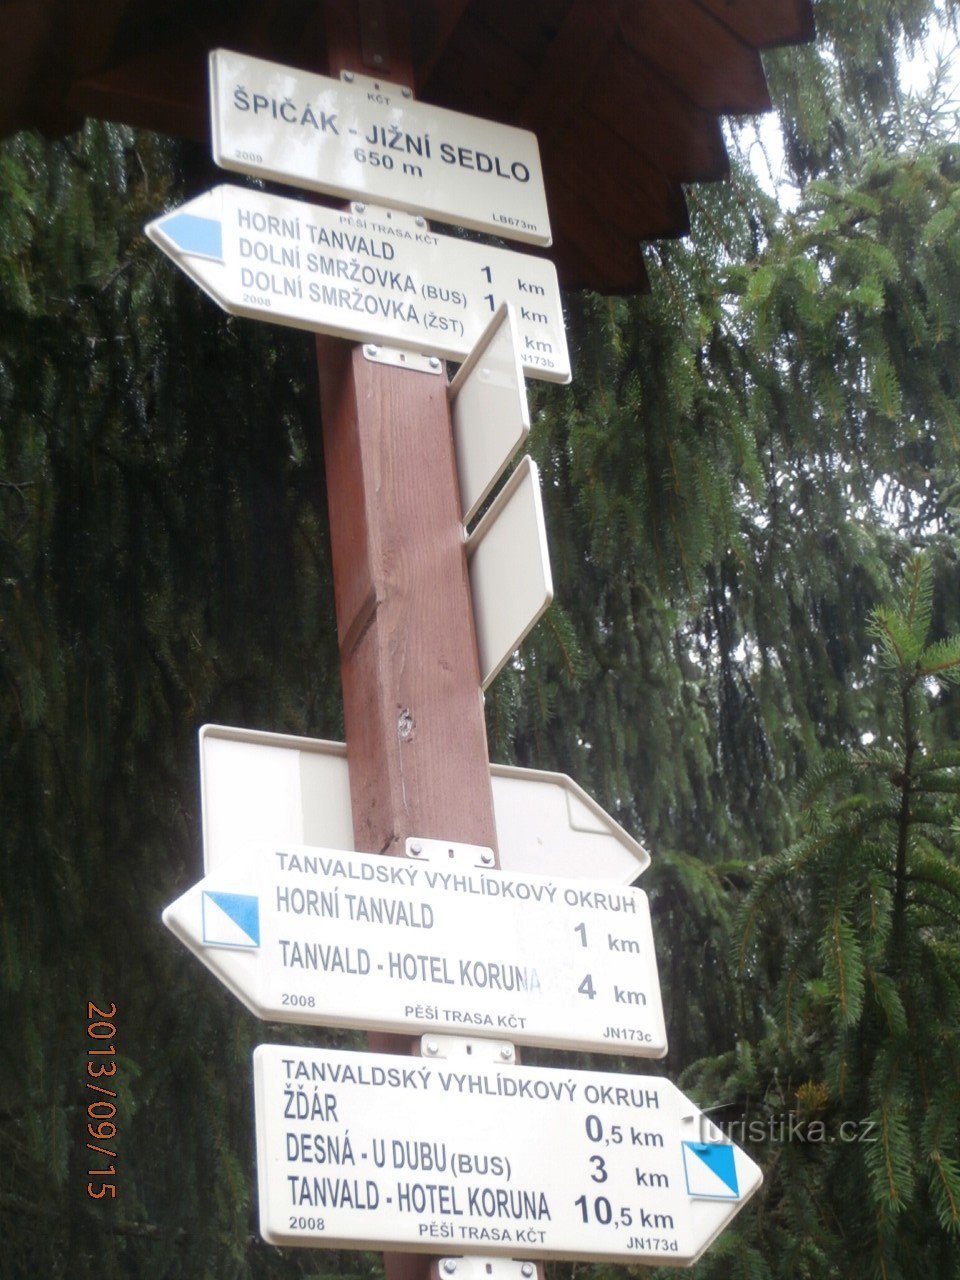 KČT
ŠPIČÁK - JIŽNÍ SEDLO
650 m
2009 LB673m
PĚŠÍ TRASA KČT
HORNÍ TANVALD 1 km
DOLNÍ SMRŽOVKA (BUS) 1 km
DOLNÍ SMRŽOVKA (ŽST) km
2008 N173b
TANVALDSKÝ VYHLÍDKOVÝ OKRUH
HORNÍ TANVALD 1 km
TANVALD - HOTEL KORUNA 4 km
2008 PĚŠÍ TRASA KČT JN173c
TANVALDSKÝ VYHLÍDKOVÝ OKRUH
ŽĎÁR 0,5 km
DESNÁ - U DUBU (BUS) 3 km
TANVALD - HOTEL KORUNA 10,5 km
2008 PĚŠÍ TRASA KČT JN173d
2013/09/15
1turistika.cz